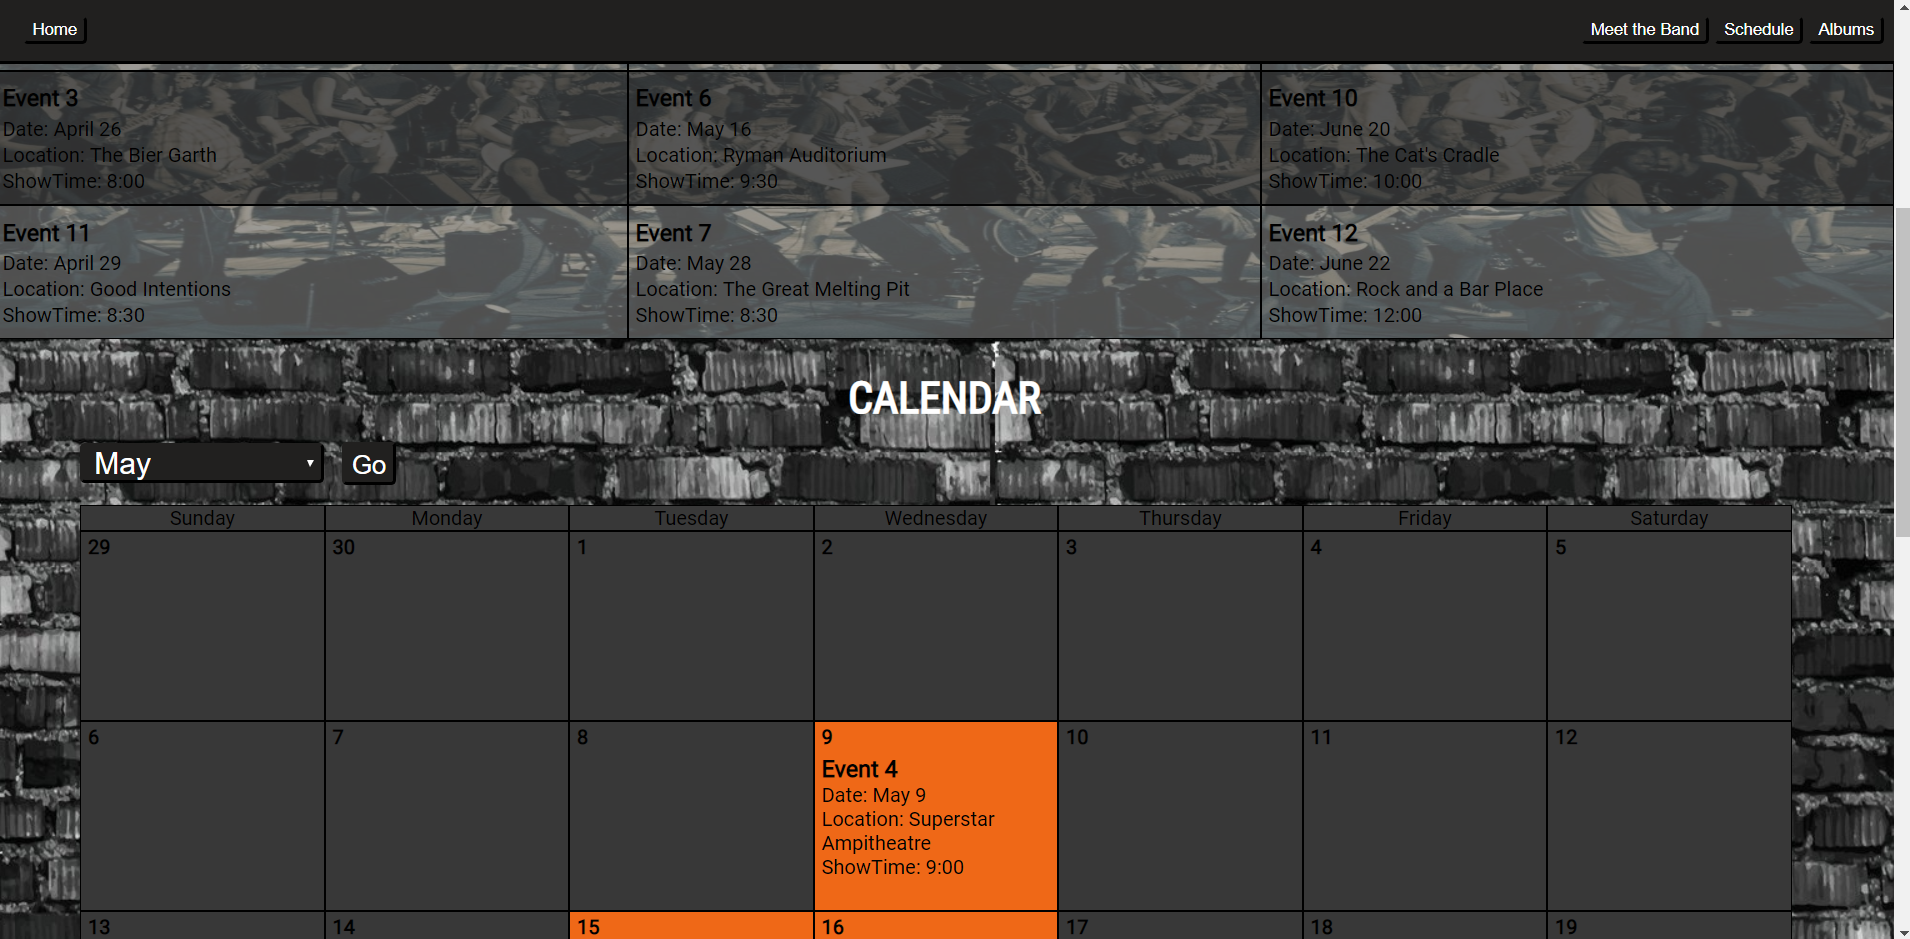 Home
Meet the Band
Schedule
Albums
Event 3
Date: April 26
Location: The Bier Garth
ShowTime: 8:00
Event 6
Date: May 16
Location: Ryman Auditorium
ShowTime: 9:30
Event 10
Date: June 20
Location: The Cat's Cradle
ShowTime: 10:00
Event 11
Date: April 29
Location: Good Intentions
ShowTime: 8:30
Event 7
Date: May 28
Location: The Great Melting Pit
ShowTime: 8:30
Event 12
Date: June 22
Location: Rock and a Bar Place
ShowTime: 12:00
CALENDAR
May
Go
Sunday
Monday
Tuesday
Wednesday
Thursday
Friday
Saturday
29
30
1
2
3
4
5
6
7
8
9
Event 4
Date: May 9
Location: Superstar
Ampitheatre
ShowTime: 9:00
10
11
12
13
14
15
16
17
18
19